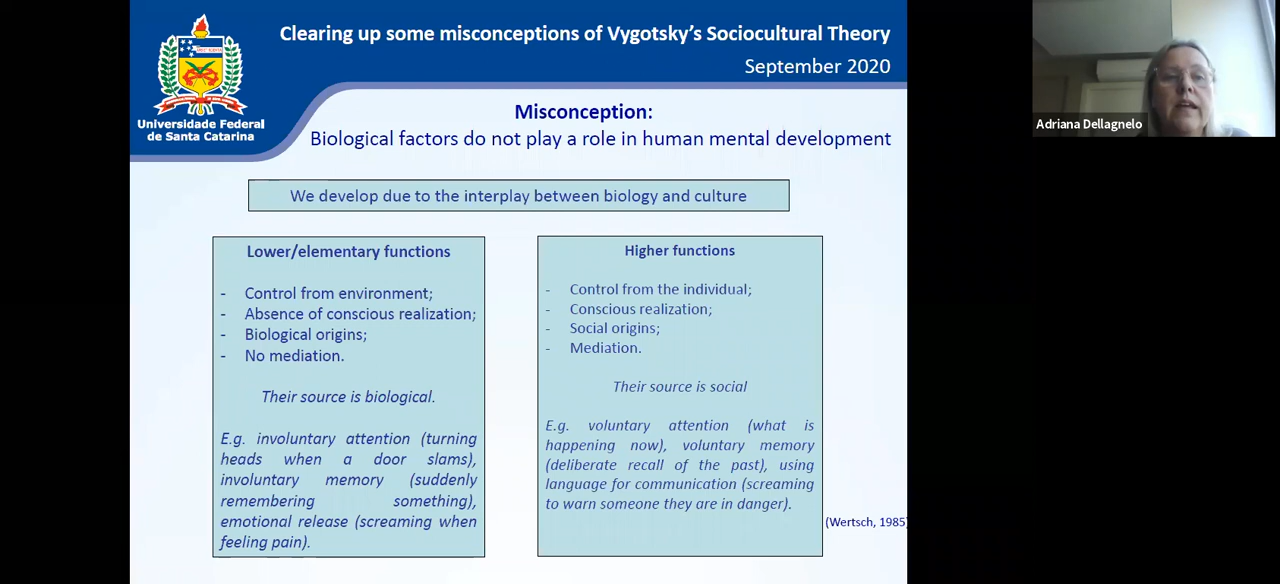 Clearing up some misconceptions of Vygotsky's Sociocultural Theory
September 2020
Universidade Federal
de Santa Catarina
Misconception:
Biological factors do not play a role in human mental development
We develop due to the interplay between biology and culture
Lower/elementary functions
- Control from environment;
- Absence of conscious realization;
- Biological origins;
- No mediation.
Their source is biological.
E.g. involuntary attention (turning
heads when a door slams),
involuntary memory (suddenly
remembering something),
emotional release (screaming when
feeling pain).
Higher functions
- Control from the individual;
- Conscious realization;
- Social origins;
- Mediation.
Their source is social
E.g. voluntary attention (what is
happening now), voluntary memory
(deliberate recall of the past), using
language for communication (screaming
to warn someone they are in danger).
(Wertsch, 1985)
Adriana Dellagnelo